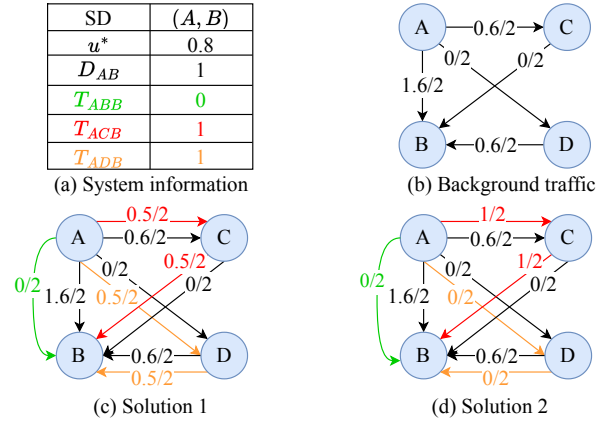 SD (A, B)
u* 0.8
D_AB 1
T_ABB 0
T_ACB 1
T_ADB 1
(a) System information
A 0.6/2 C
0/2
1.6/2 0/2
B 0.6/2 D
(b) Background traffic
0.5/2
A 0.6/2 C
0/2 0/2 0.5/2
1.6/2 0.5/2 0/2
B 0.6/2 D
0.5/2
(c) Solution 1
1/2
A 0.6/2 C
0/2 0/2 1/2
1.6/2 0/2 0/2
B 0.6/2 D
0/2
(d) Solution 2